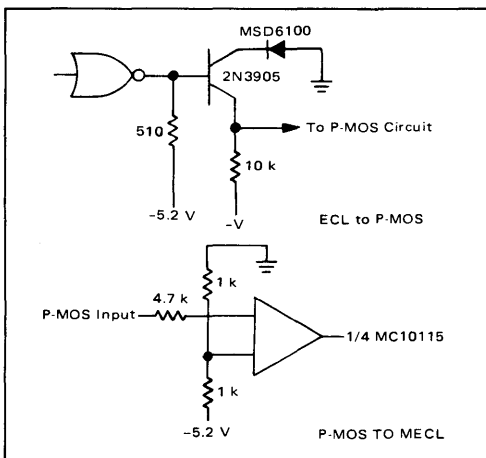 MSD6100
2N3905
510
To P-MOS Circuit
10 k
-5.2 V
-V
ECL to P-MOS
1 k
4.7 k
P-MOS Input
1/4 MC10115
1 k
-5.2 V
P-MOS TO MECL